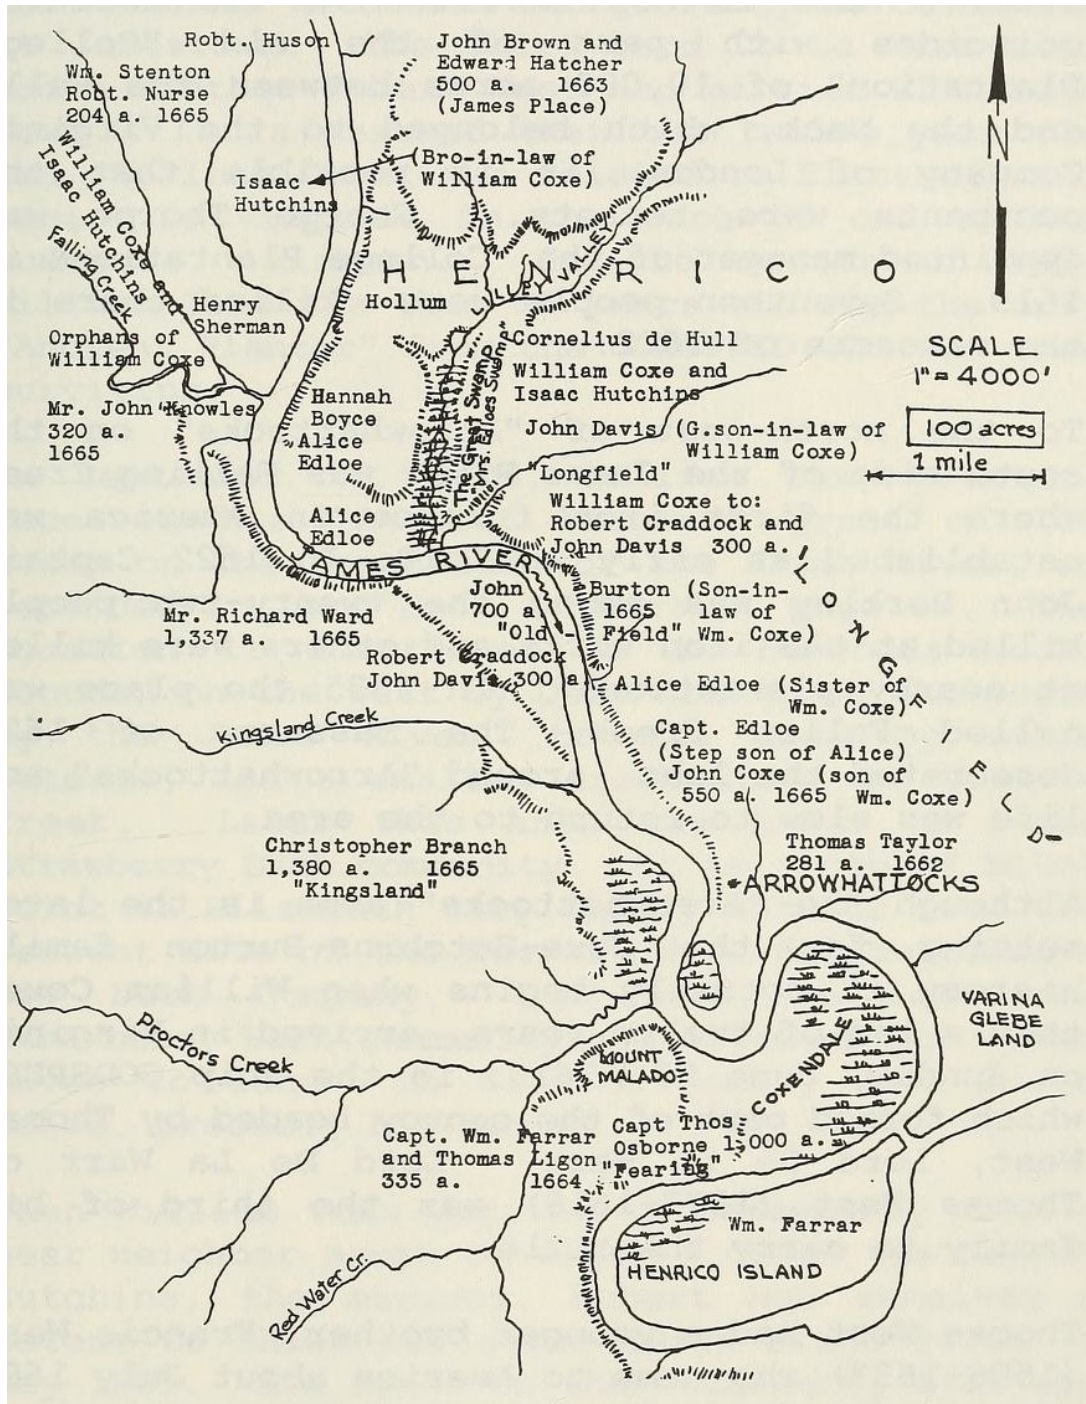 Robt. Huson
Wm. Stenton
Robt. Nurse
204 a. 1665
John Brown and
Edward Hatcher
500 a. 1663
(James Place)
(Bro-in-law of
William Coxe)
Isaac
Hutchins
William Coxe and
Isaac Hutchins
Falling Creek
N
HENRICO
Hollum
LILLEY VALLEY
Henry
Sherman
Orphans of
William Coxe
Cornelius de Hull
William Coxe and
Isaac Hutchins
The Great Swamp
"Mrs. Edloes Swamp"
SCALE
1" = 4000'
100 acres
1 mile
Mr. John Knowles
320 a.
1665
Hannah
Boyce
Alice
Edloe
John Davis (G.son-in-law of
William Coxe)
"Longfield"
William Coxe to:
Robert Craddock and
John Davis 300 a.
Alice
Edloe
JAMES RIVER
John Burton (Son-in-
700 a. 1665 law of
"Old - Field" Wm. Coxe)
Mr. Richard Ward
1,337 a. 1665
Robert Craddock
John Davis 300 a.
LONGFIELD
Alice Edloe (Sister of
Wm. Coxe)
Kingsland Creek
Capt. Edloe
(Step son of Alice)
John Coxe (son of
550 a. 1665 Wm. Coxe)
Christopher Branch
1,380 a. 1665
"Kingsland"
Thomas Taylor
281 a. 1662
ARROWHATTOCKS
VARINA
GLEBE
LAND
Proctors Creek
MOUNT
MALADO
COXENDALE
Capt. Wm. Farrar
and Thomas Ligon
335 a. 1664
Capt Thos
Osborne 1,000 a.
"Fearing"
Wm. Farrar
HENRICO ISLAND
Red Water Cr.